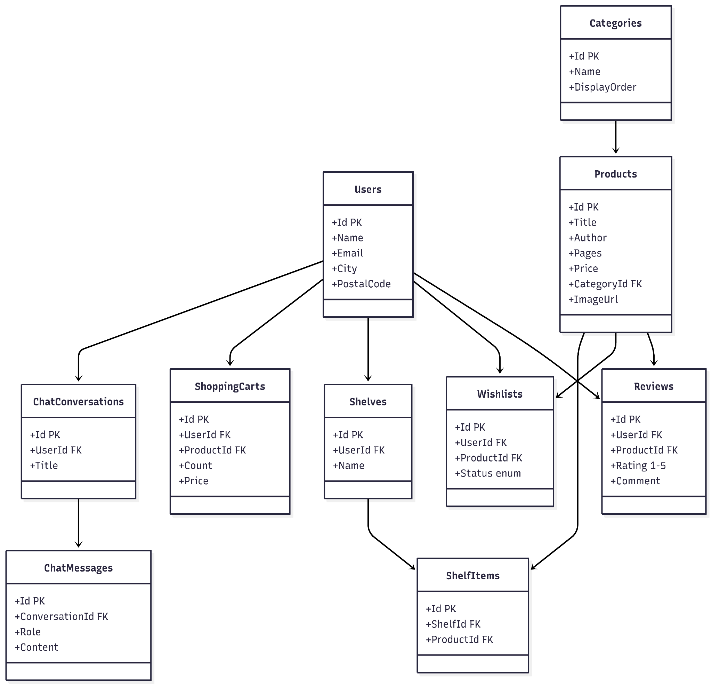 Categories
+Id PK
+Name
+DisplayOrder
Users
+Id PK
+Name
+Email
+City
+PostalCode
Products
+Id PK
+Title
+Author
+Pages
+Price
+CategoryId FK
+ImageUrl
ChatConversations
+Id PK
+UserId FK
+Title
ShoppingCarts
+Id PK
+UserId FK
+ProductId FK
+Count
+Price
Shelves
+Id PK
+UserId FK
+Name
Wishlists
+Id PK
+UserId FK
+ProductId FK
+Status enum
Reviews
+Id PK
+UserId FK
+ProductId FK
+Rating 1-5
+Comment
ChatMessages
+Id PK
+ConversationId FK
+Role
+Content
ShelfItems
+Id PK
+ShelfId FK
+ProductId FK